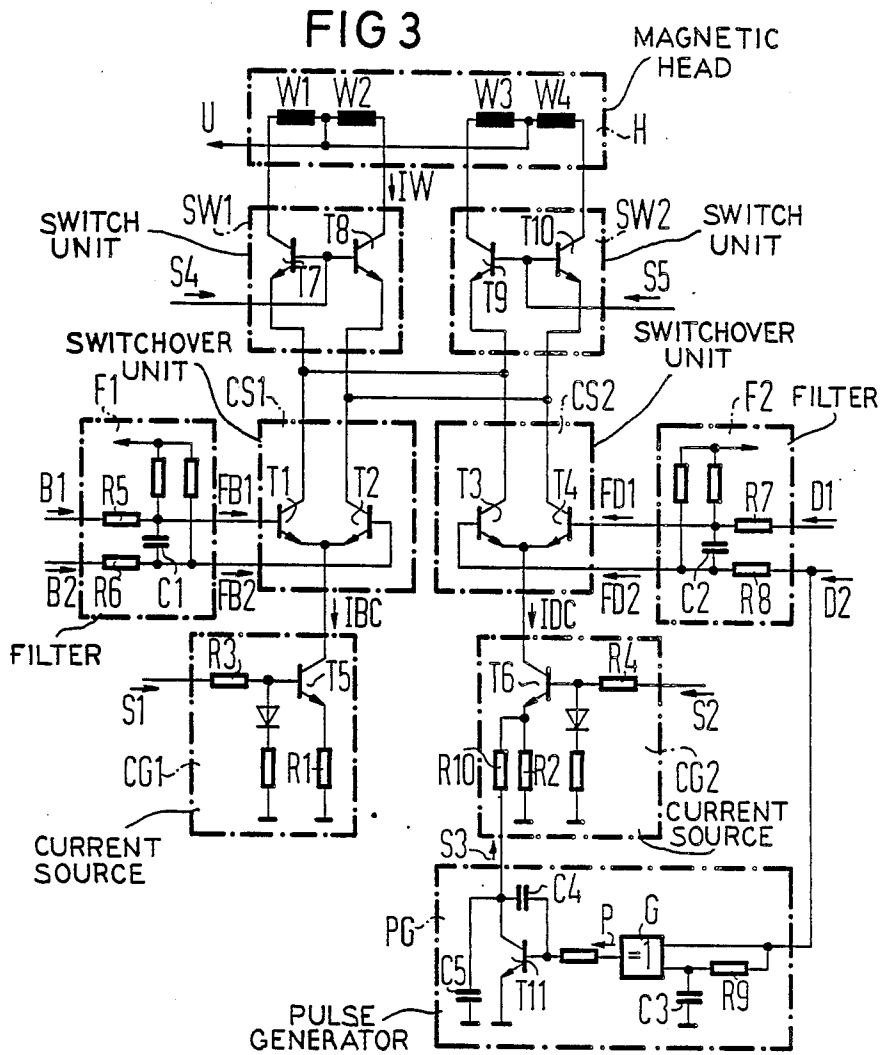 FIG 3
MAGNETIC HEAD
W1 W2 W3 W4
U
H
IW
SWITCH UNIT
SW1
T8
T7
S4
T10
T9
SW2
SWITCH UNIT
S5
SWITCHOVER UNIT
SWITCHOVER UNIT
F1
CS1
CS2
F2
FILTER
B1
R5
FB1
T1
T2
T3
T4
FD1
R7
D1
B2
R6
C1
FB2
FD2
C2
R8
D2
FILTER
IBC
IDC
R3
T5
T6
R4
S1
S2
CG1
R1
R10
R2
CG2
CURRENT SOURCE
CURRENT SOURCE
S3
C4
PG
P
G
=1
C5
T11
C3
R9
PULSE GENERATOR